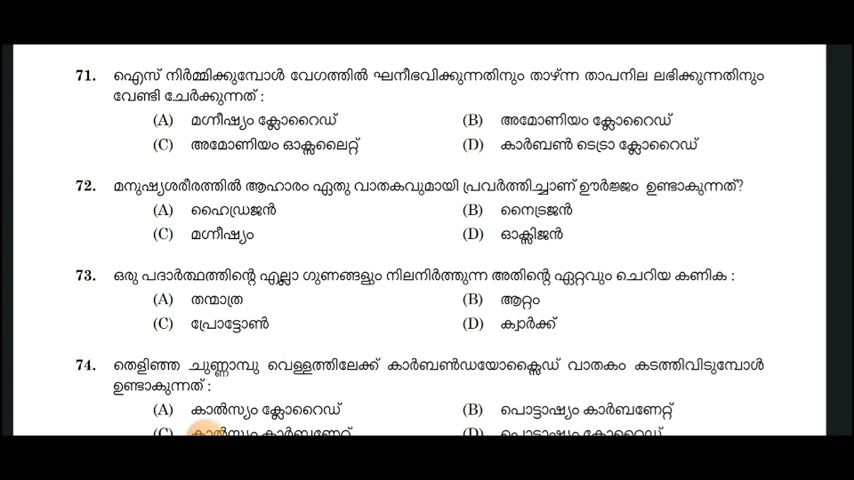 71. ഐസ് നിർമ്മിക്കുമ്പോൾ വേഗത്തിൽ ഘനീഭവിക്കുന്നതിനും താഴ്ന്ന താപനില ലഭിക്കുന്നതിനും
വേണ്ടി ചേർക്കുന്നത് :
(A) മഗ്നീഷ്യം ക്ലോറൈഡ് (B) അമോണിയം ക്ലോറൈഡ്
(C) അമോണിയം ഓക്സലൈറ്റ് (D) കാർബൺ ടെട്രാ ക്ലോറൈഡ്
72. മനുഷ്യശരീരത്തിൽ ആഹാരം ഏതു വാതകവുമായി പ്രവർത്തിച്ചാണ് ഊർജ്ജം ഉണ്ടാകുന്നത്?
(A) ഹൈഡ്രജൻ (B) നൈട്രജൻ
(C) മഗ്നീഷ്യം (D) ഓക്സിജൻ
73. ഒരു പദാർത്ഥത്തിന്റെ എല്ലാ ഗുണങ്ങളും നിലനിർത്തുന്ന അതിന്റെ ഏറ്റവും ചെറിയ കണിക :
(A) തന്മാത്ര (B) ആറ്റം
(C) പ്രോട്ടോൺ (D) ക്വാർക്ക്
74. തെളിഞ്ഞ ചുണ്ണാമ്പു വെള്ളത്തിലേക്ക് കാർബൺഡയോക്സൈഡ് വാതകം കടത്തിവിടുമ്പോൾ
ഉണ്ടാകുന്നത് :
(A) കാൽസ്യം ക്ലോറൈഡ് (B) പൊട്ടാഷ്യം കാർബണേറ്റ്
(C) കാൽസ്യം കാർബണേറ്റ് (D) പൊട്ടാഷ്യം ക്ലോറൈഡ്